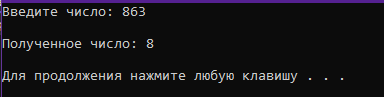 Введите число: 863
Полученное число: 8
Для продолжения нажмите любую клавишу . . .